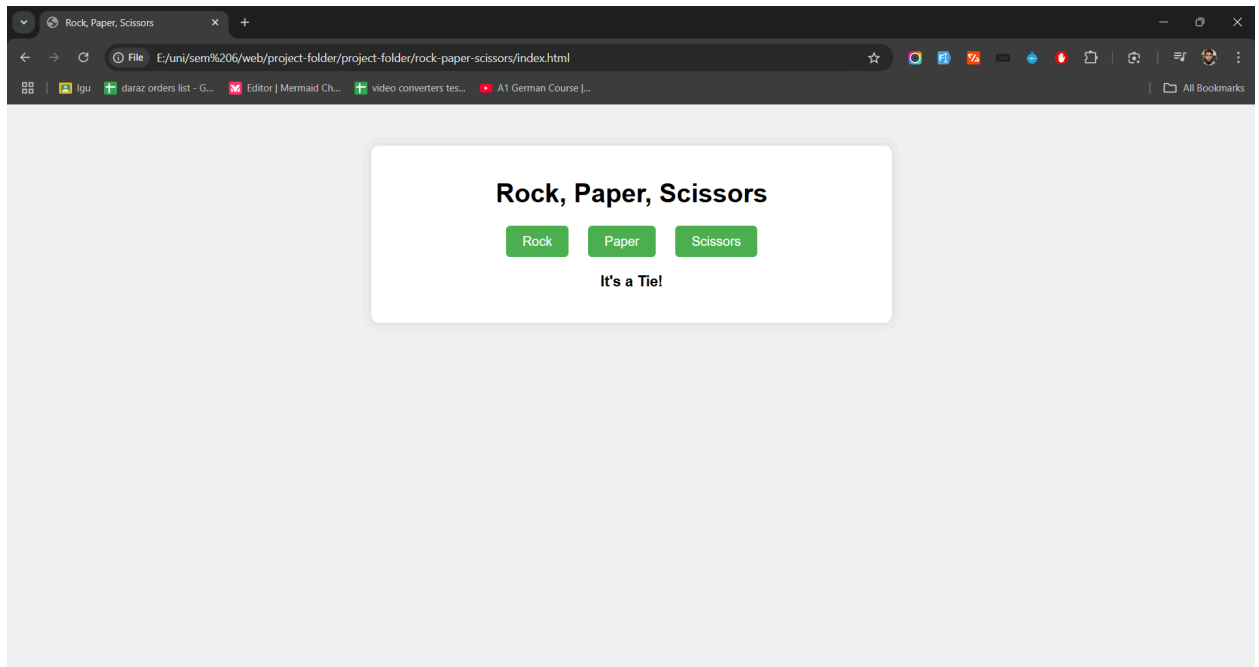 Rock, Paper, Scissors
File E:/uni/sem%206/web/project-folder/project-folder/rock-paper-scissors/index.html
Igu daraz orders list - G... Editor | Mermaid Ch... video converters tes... A1 German Course |... All Bookmarks
Rock, Paper, Scissors
Rock Paper Scissors
It's a Tie!